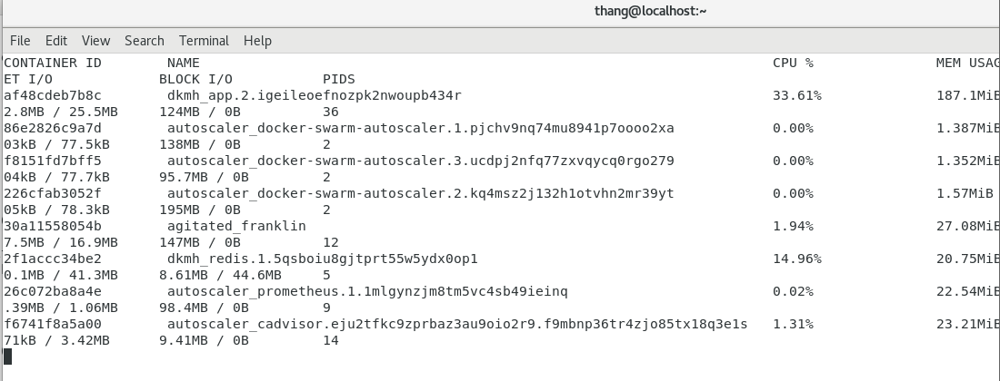 thang@localhost:~
File Edit View Search Terminal Help
CONTAINER ID NAME CPU % MEM USAG
ET I/O BLOCK I/O PIDS
af48cdeb7b8c dkmh_app.2.igeileoefnozpk2nwoupb434r 33.61% 187.1MiB
2.8MB / 25.5MB 124MB / 0B 36
86e2826c9a7d autoscaler_docker-swarm-autoscaler.1.pjchv9nq74mu8941p7oooo2xa 0.00% 1.387MiB
03kB / 77.5kB 138MB / 0B 2
f8151fd7bff5 autoscaler_docker-swarm-autoscaler.3.ucdpj2nfq77zxvqycq0rgo279 0.00% 1.352MiB
04kB / 77.7kB 95.7MB / 0B 2
226cfab3052f autoscaler_docker-swarm-autoscaler.2.kq4msz2j132h1otvhn2mr39yt 0.00% 1.57MiB
05kB / 78.3kB 195MB / 0B 2
30a11558054b agitated_franklin 1.94% 27.08MiB
7.5MB / 16.9MB 147MB / 0B 12
2f1accc34be2 dkmh_redis.1.5qsboiu8gjtprt55w5ydx0op1 14.96% 20.75MiB
0.1MB / 41.3MB 8.61MB / 44.6MB 5
26c072ba8a4e autoscaler_prometheus.1.1mlgynzjm8tm5vc4sb49ieinq 0.02% 22.54MiB
.39MB / 1.06MB 98.4MB / 0B 9
f6741f8a5a00 autoscaler_cadvisor.eju2tfkc9zprbaz3au9oio2r9.f9mbnp36tr4zjo85tx18q3e1s 1.31% 23.21MiB
71kB / 3.42MB 9.41MB / 0B 14